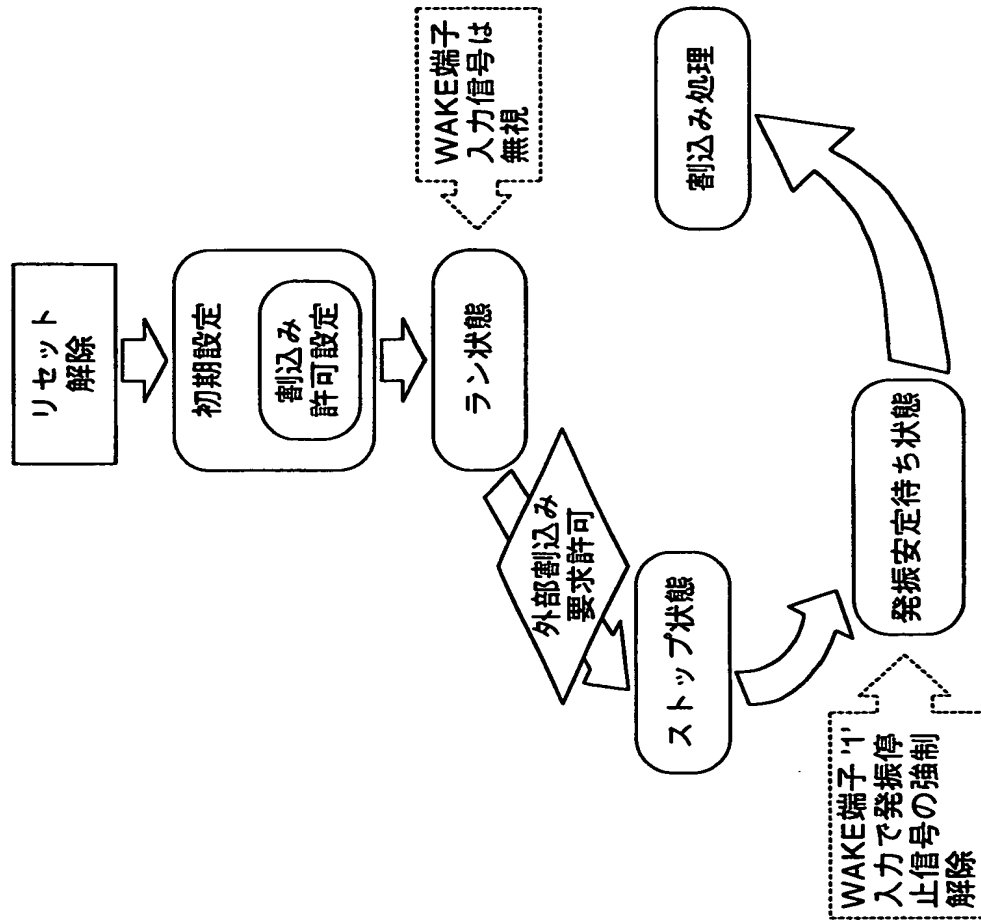 リセット
解除
初期設定
割込み
許可設定
ラン状態
WAKE端子
入力信号は
無視
外部割込み
要求許可
ストップ状態
WAKE端子 '1'
入力で発振停
止信号の強制
解除
発振安定待ち状態
割込み処理